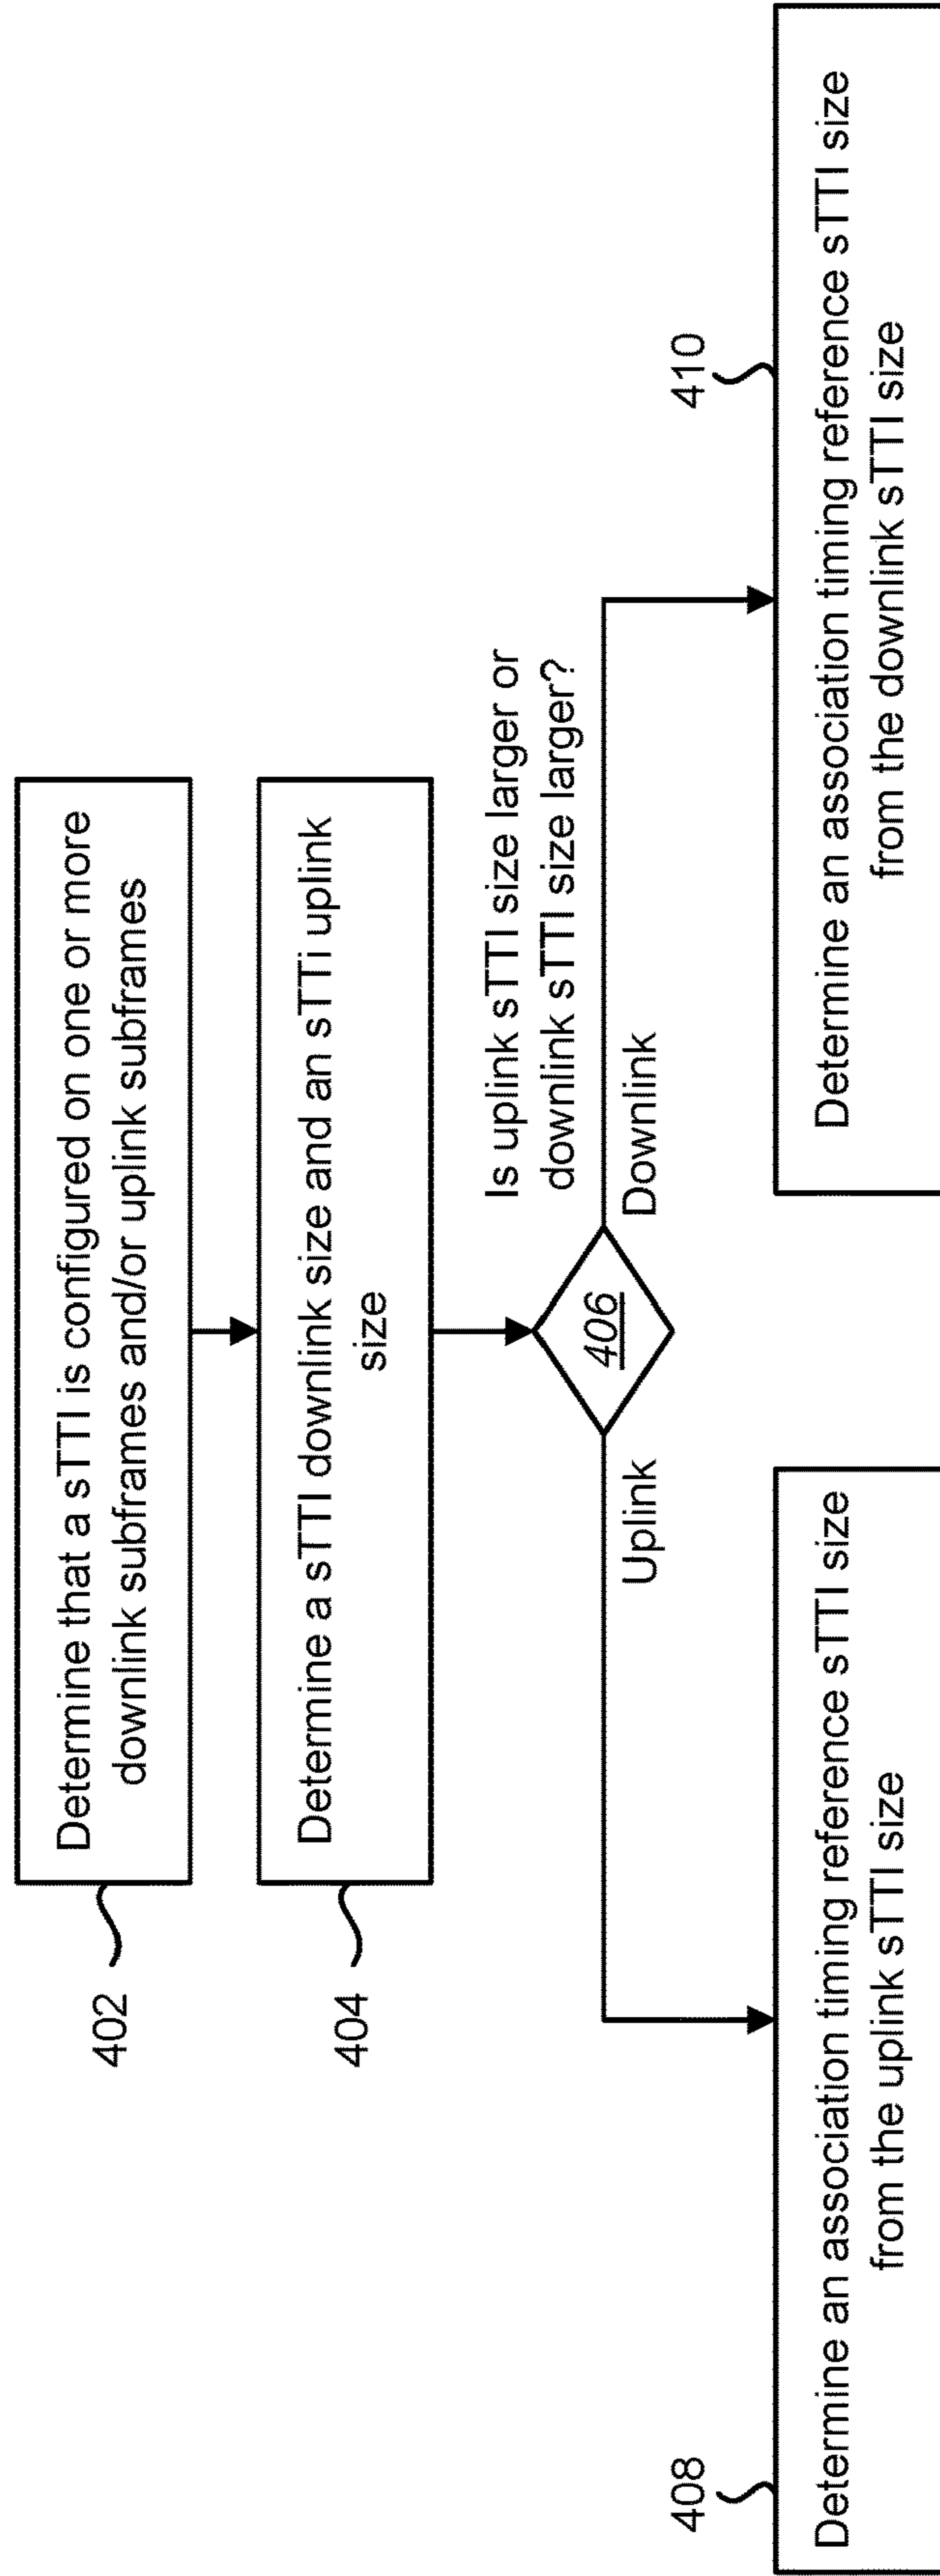 402
Determine that a sTTI is configured on one or more
downlink subframes and/or uplink subframes
404
Determine a sTTI downlink size and an sTTi uplink
size
Is uplink sTTI size larger or
downlink sTTI size larger?
406
Uplink
Downlink
408
Determine an association timing reference sTTI size
from the uplink sTTI size
410
Determine an association timing reference sTTI size
from the downlink sTTI size